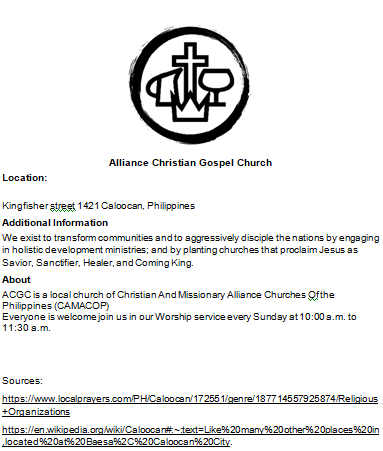 Alliance Christian Gospel Church
Location:
Kingfisher street 1421 Caloocan, Philippines
Additional Information
We exist to transform communities and to aggressively disciple the nations by engaging
in holistic development ministries; and by planting churches that proclaim Jesus as
Savior, Sanctifier, Healer, and Coming King.
About
ACGC is a local church of Christian And Missionary Alliance Churches Of the
Philippines (CAMACOP)
Everyone is welcome join us in our Worship service every Sunday at 10:00 a.m. to
11:30 a.m.
Sources:
https://www.localprayers.com/PH/Caloocan/172551/genre/187714557925874/Religious
+Organizations
https://en.wikipedia.org/wiki/Caloocan#:~:text=Like%20many%20other%20places%20in
,located%20at%20Baesa%2C%20Caloocan%20City.